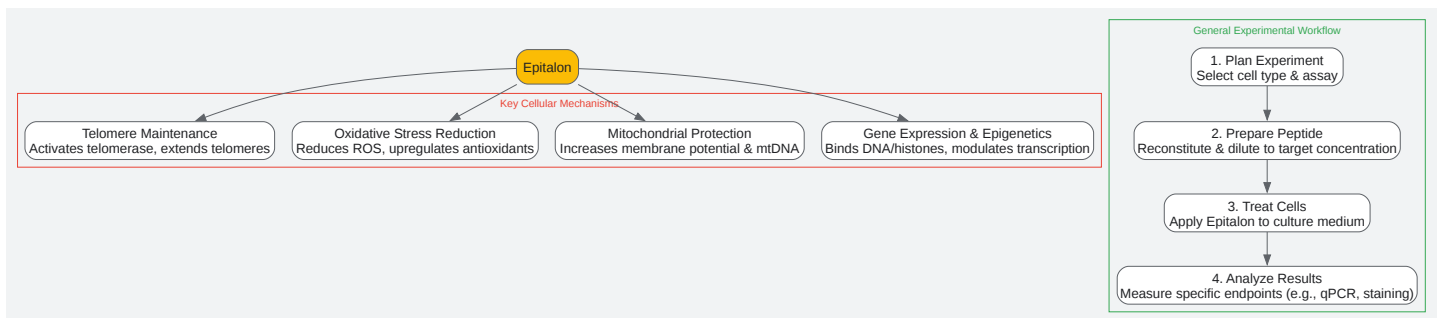 Epitalon
Key Cellular Mechanisms
Telomere Maintenance
Activates telomerase, extends telomeres
Oxidative Stress Reduction
Reduces ROS, upregulates antioxidants
Mitochondrial Protection
Increases membrane potential & mtDNA
Gene Expression & Epigenetics
Binds DNA/histones, modulates transcription
General Experimental Workflow
1. Plan Experiment
Select cell type & assay
2. Prepare Peptide
Reconstitute & dilute to target concentration
3. Treat Cells
Apply Epitalon to culture medium
4. Analyze Results
Measure specific endpoints (e.g., qPCR, staining)